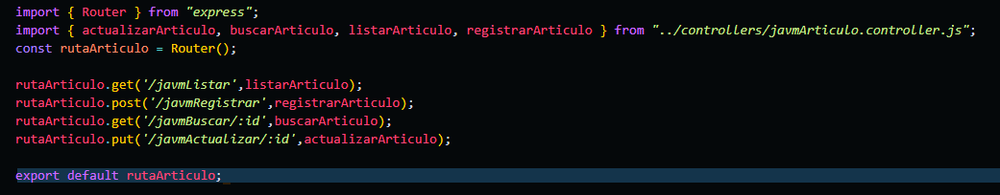 import { Router } from "express";
import { actualizarArticulo, buscarArticulo, listarArticulo, registrarArticulo } from "../controllers/javmArticulo.controller.js";
const rutaArticulo = Router();
rutaArticulo.get('/javmListar',listarArticulo);
rutaArticulo.post('/javmRegistrar',registrarArticulo);
rutaArticulo.get('/javmBuscar/:id',buscarArticulo);
rutaArticulo.put('/javmActualizar/:id',actualizarArticulo);
export default rutaArticulo;